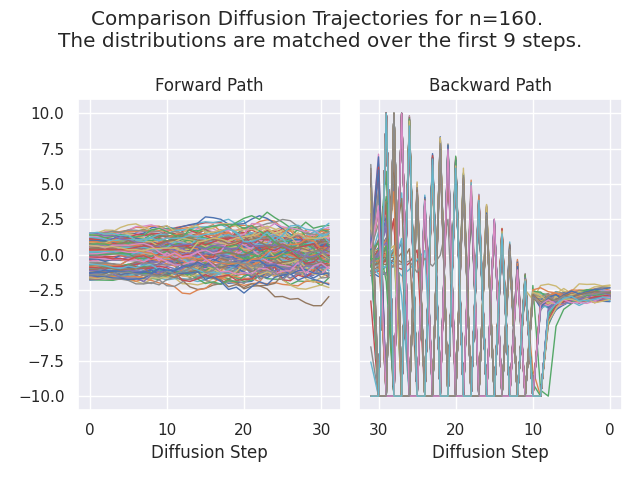 Comparison Diffusion Trajectories for n=160.
The distributions are matched over the first 9 steps.
Forward Path
Backward Path
10.0
7.5
5.0
2.5
0.0
−2.5
−5.0
−7.5
−10.0
0
10
20
30
30
20
10
0
Diffusion Step
Diffusion Step